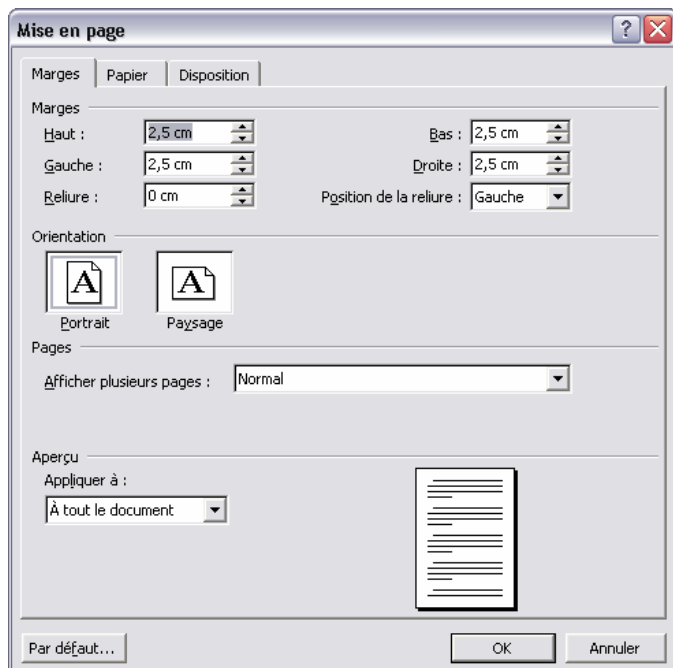 Mise en page
Marges Papier Disposition
Marges
Haut : 2,5 cm Bas : 2,5 cm
Gauche : 2,5 cm Droite : 2,5 cm
Reliure : 0 cm Position de la reliure : Gauche
Orientation
A A
Portrait Paysage
Pages
Afficher plusieurs pages : Normal
Aperçu
Appliquer à :
À tout le document
Par défaut... OK Annuler